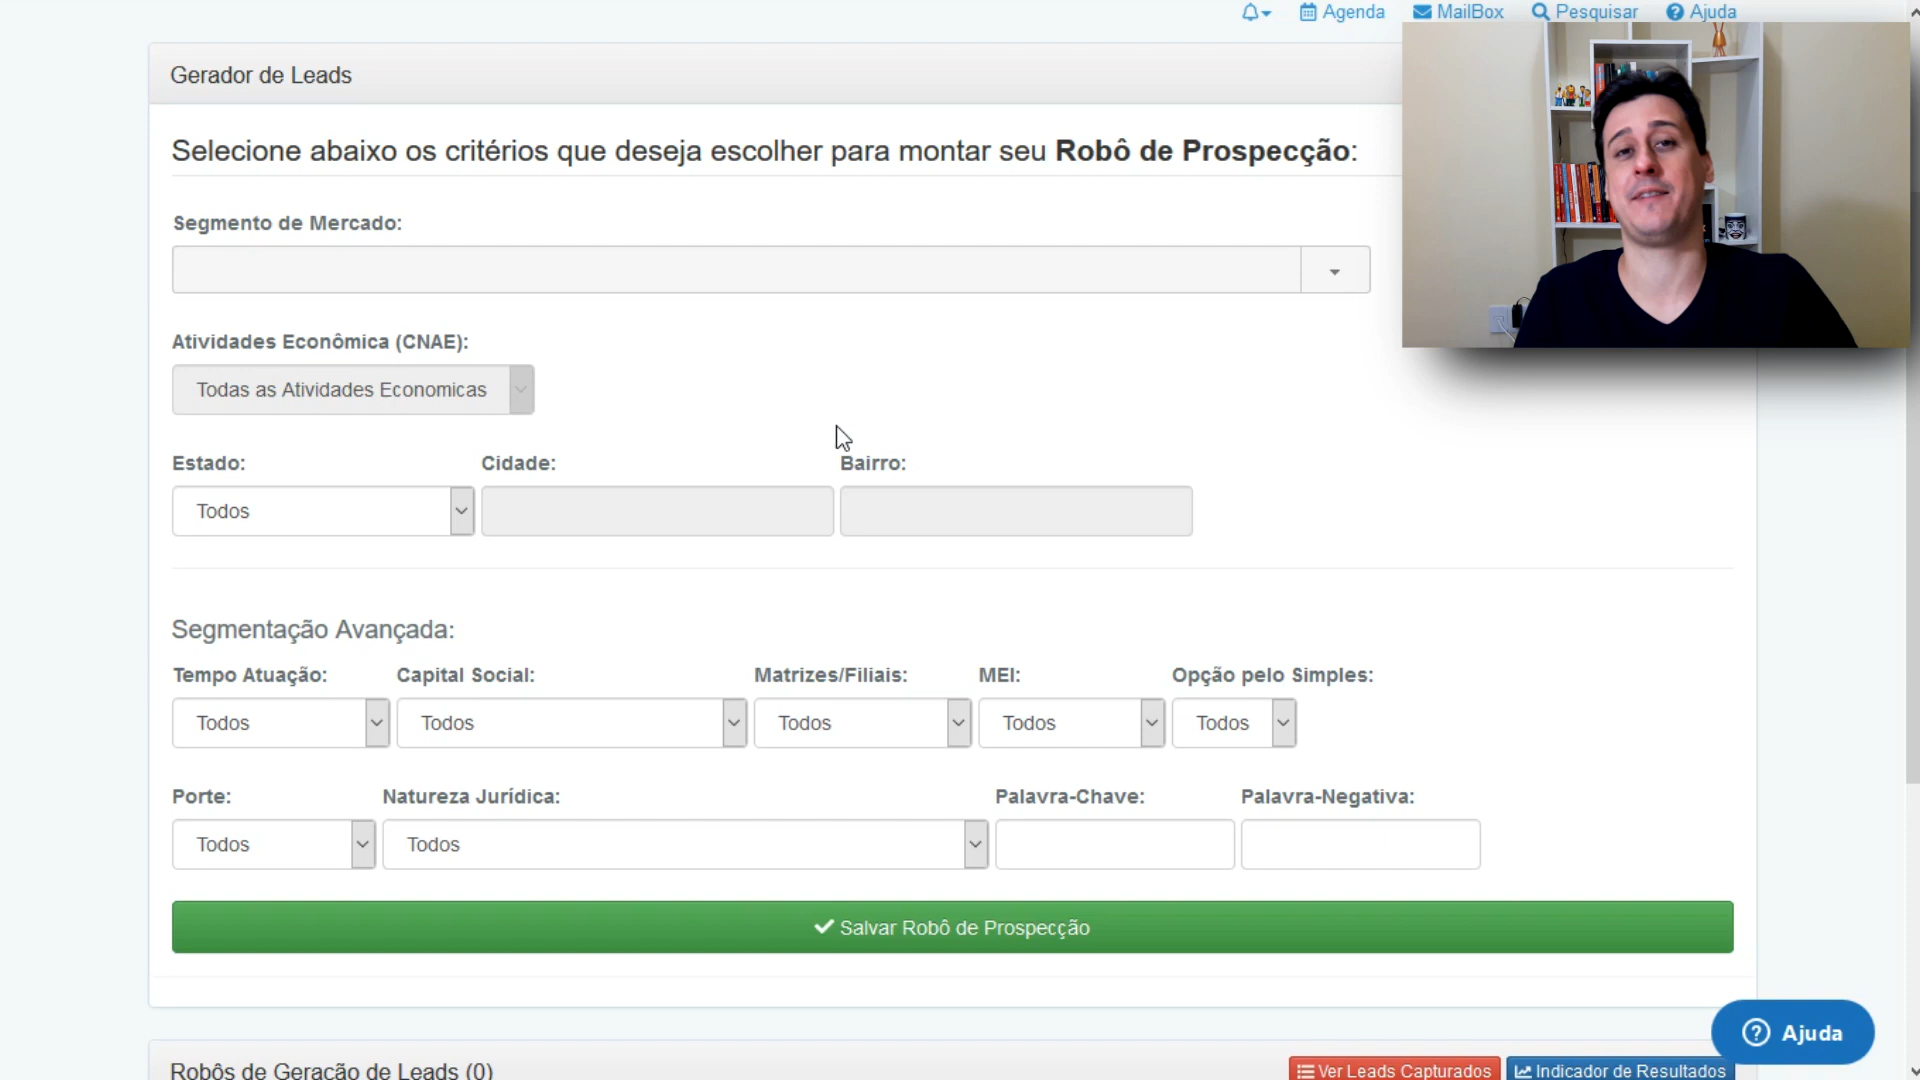 Agenda MailBox Pesquisar Ajuda
Gerador de Leads
Selecione abaixo os critérios que deseja escolher para montar seu Robô de Prospecção:
Segmento de Mercado:
Atividades Econômica (CNAE):
Todas as Atividades Economicas
Estado: Cidade: Bairro:
Todos
Segmentação Avançada:
Tempo Atuação: Capital Social: Matrizes/Filiais: MEI: Opção pelo Simples:
Todos Todos Todos Todos Todos
Porte: Natureza Jurídica: Palavra-Chave: Palavra-Negativa:
Todos Todos
Salvar Robô de Prospecção
Ajuda
Robôs de Geração de Leads (0) Ver Leads Capturados Indicador de Resultados